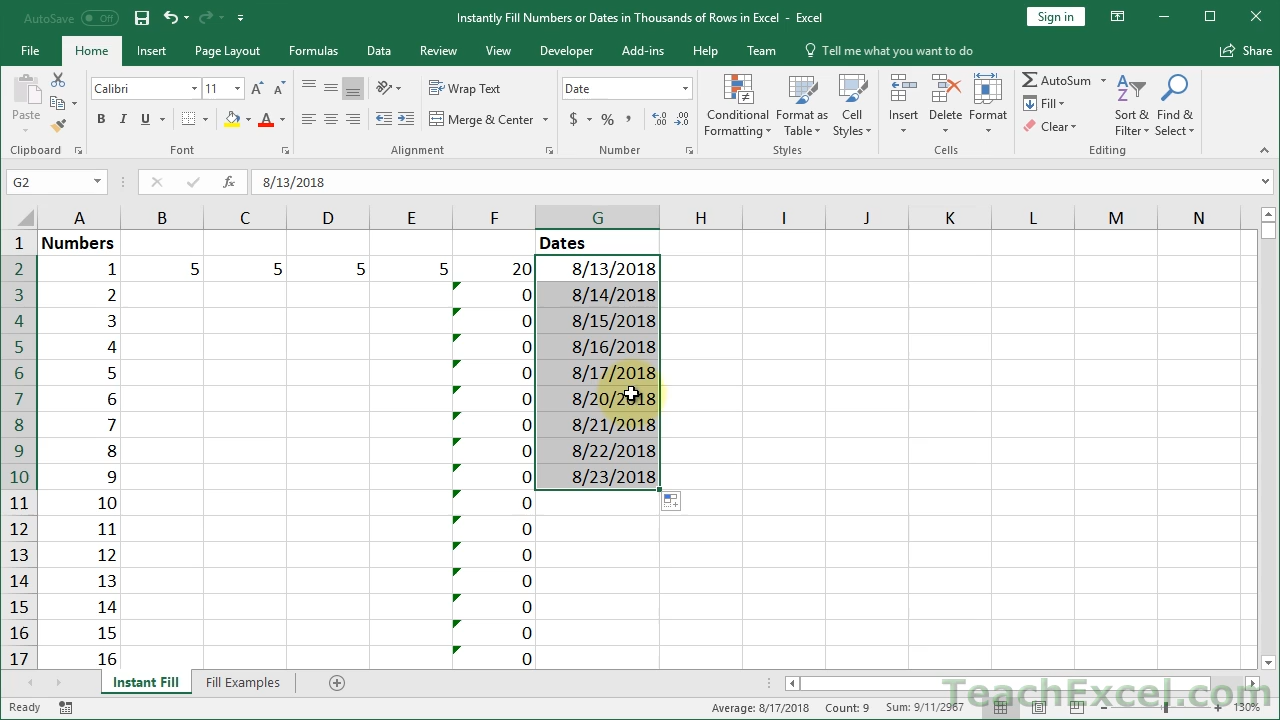 AutoSave Off
Instantly Fill Numbers or Dates in Thousands of Rows in Excel - Excel
Sign in
File Home Insert Page Layout Formulas Data Review View Developer Add-ins Help Team Tell me what you want to do Share
Paste
Clipboard
Calibri 11
B I U A
Font
Wrap Text
Merge & Center
Alignment
Date
$ % ,
Number
Conditional Formatting
Format as Table
Cell Styles
Styles
Insert Delete Format
Cells
AutoSum
Fill
Clear
Sort & Filter
Find & Select
Editing
G2 fx 8/13/2018
A B C D E F G H I J K L M N
1 Numbers Dates
2 1 5 5 5 5 20 8/13/2018
3 2 0 8/14/2018
4 3 0 8/15/2018
5 4 0 8/16/2018
6 5 0 8/17/2018
7 6 0 8/20/2018
8 7 0 8/21/2018
9 8 0 8/22/2018
10 9 0 8/23/2018
11 10 0
12 11 0
13 12 0
14 13 0
15 14 0
16 15 0
17 16 0
Instant Fill Fill Examples
TeachExcel.com
Ready Average: 8/17/2018 Count: 9 Sum: 9/11/2967 130%